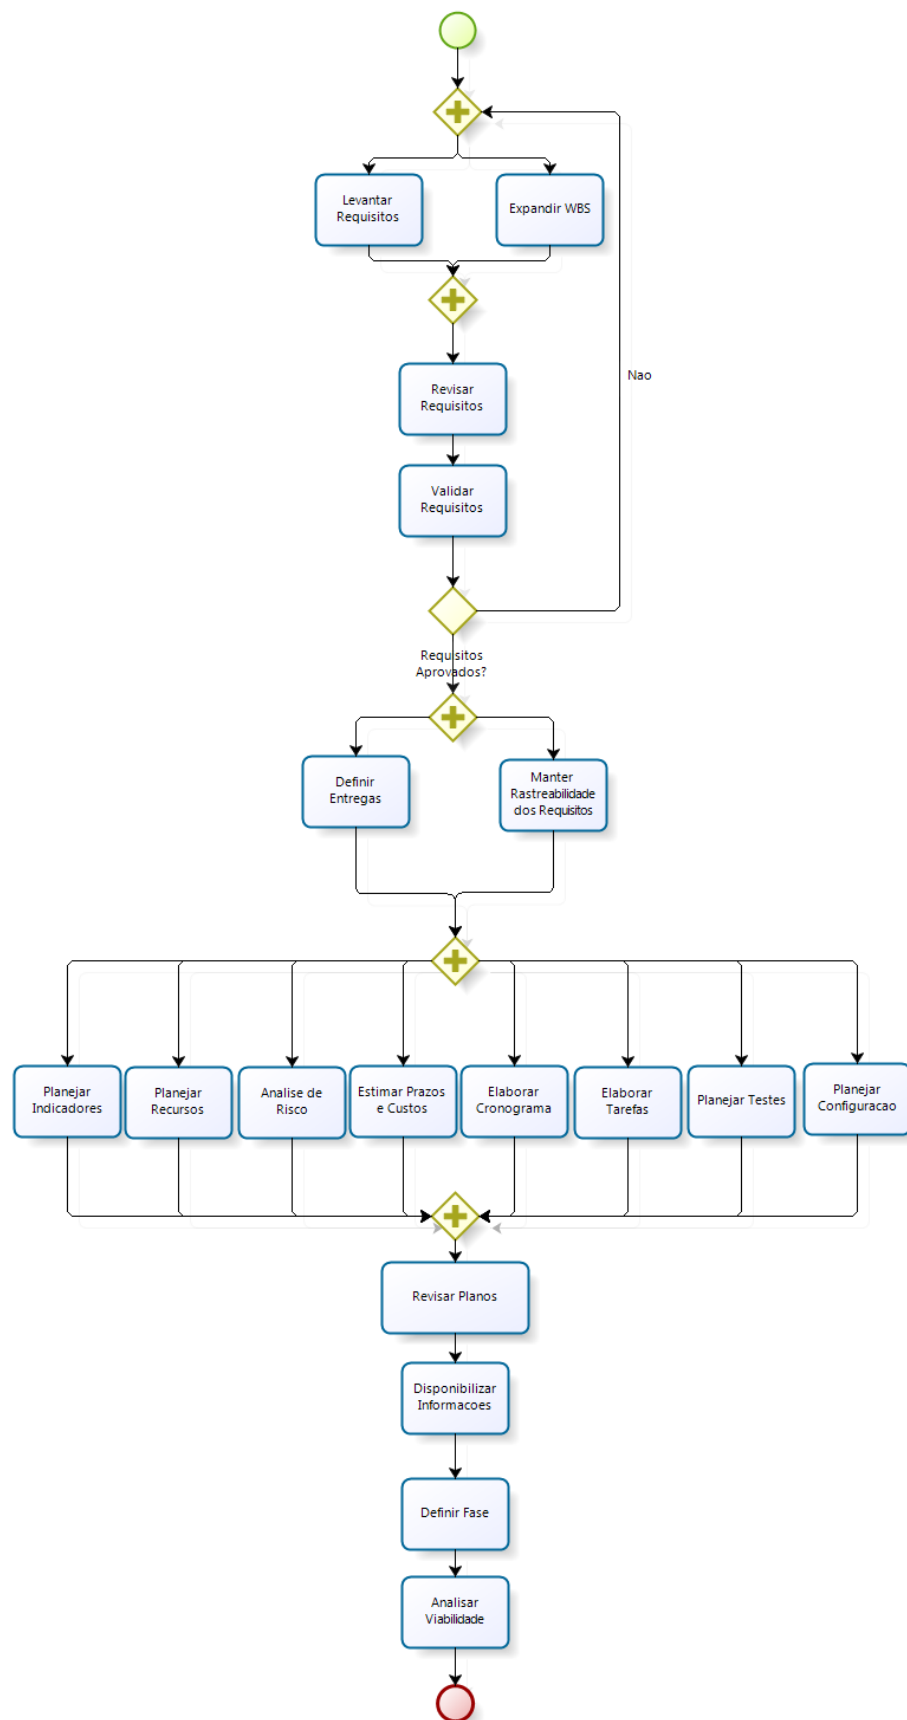 Levantar
Requisitos
Expandir WBS
Revisar
Requisitos
Nao
Validar
Requisitos
Requisitos
Aprovados?
Definir
Entregas
Manter
Rastreabilidade
dos Requisitos
Planejar
Indicadores
Planejar
Recursos
Analise de
Risco
Estimar Prazos
e Custos
Elaborar
Cronograma
Elaborar
Tarefas
Planejar Testes
Planejar
Configuracao
Revisar Planos
Disponibilizar
Informacoes
Definir Fase
Analisar
Viabilidade